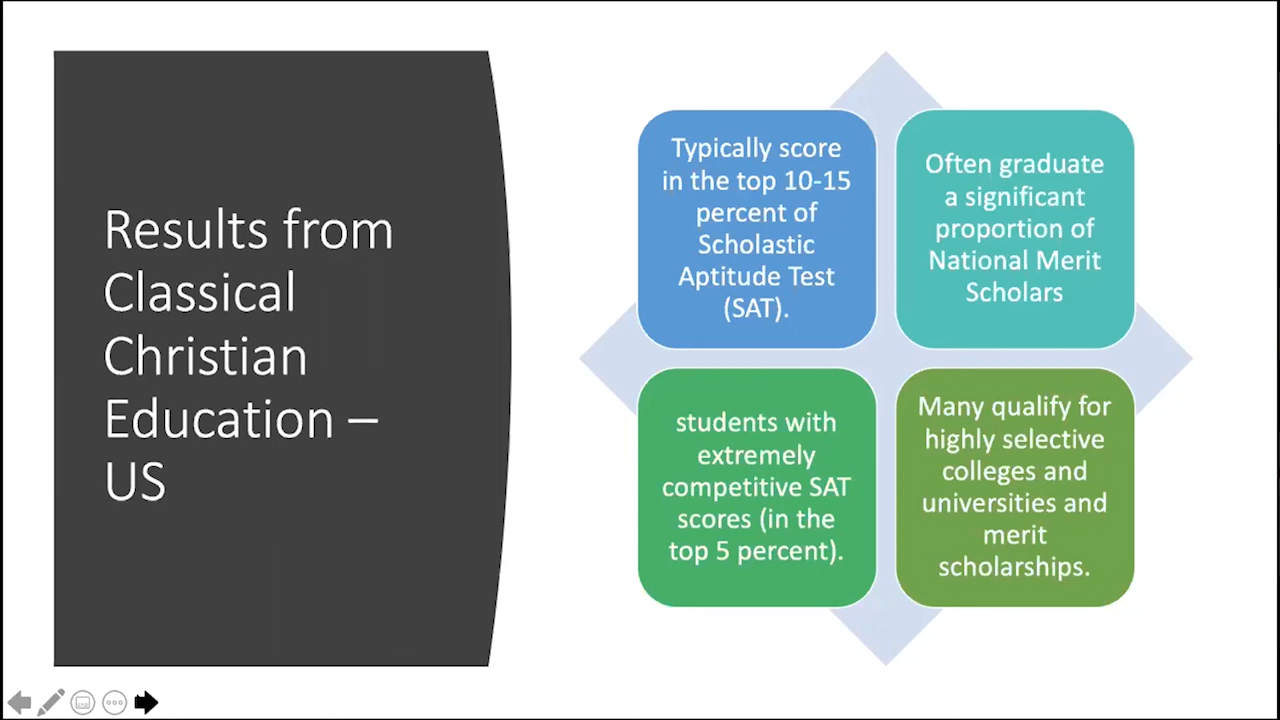 Results from
Classical
Christian
Education –
US
Typically score
in the top 10-15
percent of
Scholastic
Aptitude Test
(SAT).
Often graduate
a significant
proportion of
National Merit
Scholars
students with
extremely
competitive SAT
scores (in the
top 5 percent).
Many qualify for
highly selective
colleges and
universities and
merit
scholarships.